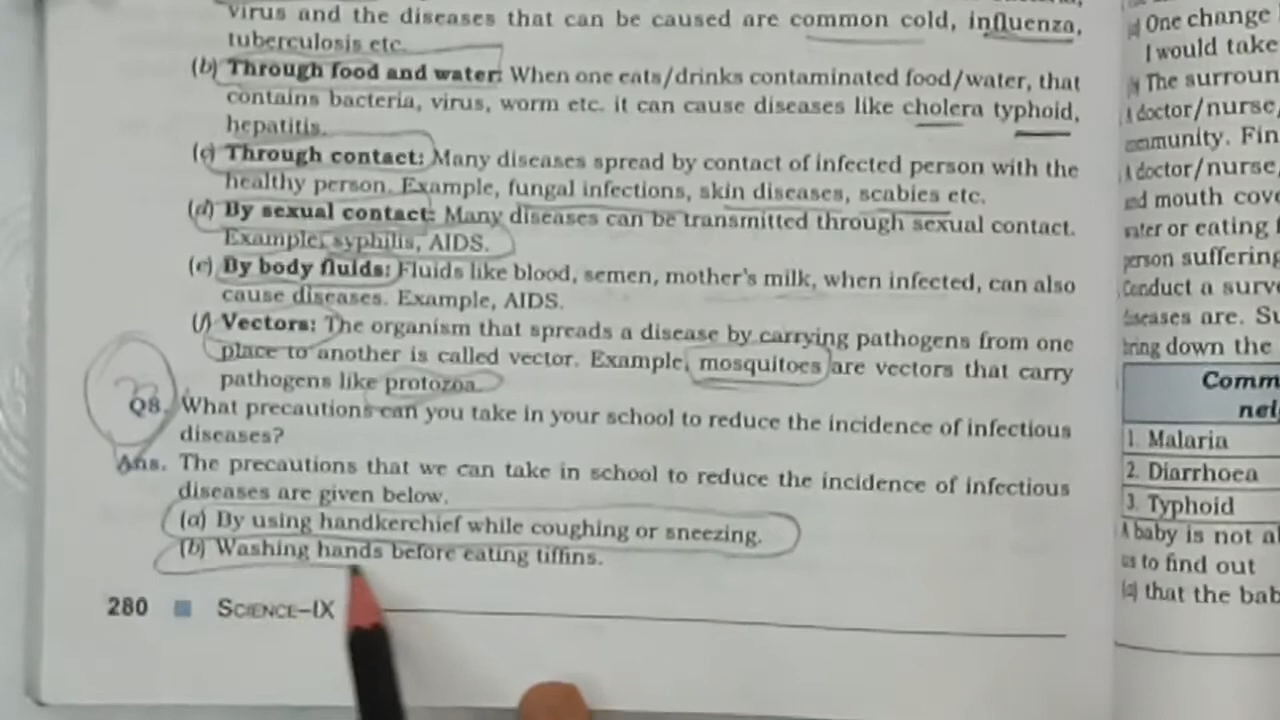 virus and the diseases that can be caused are common cold, influenza,
tuberculosis etc.
(b) Through food and water: When one eats/drinks contaminated food/water, that
contains bacteria, virus, worm etc. it can cause diseases like cholera typhoid,
hepatitis.
(c) Through contact: Many diseases spread by contact of infected person with the
healthy person. Example, fungal infections, skin diseases, scabies etc.
(d) By sexual contact: Many diseases can be transmitted through sexual contact.
Example, syphilis, AIDS.
(e) By body fluids: Fluids like blood, semen, mother's milk, when infected, can also
cause diseases. Example, AIDS.
(f) Vectors: The organism that spreads a disease by carrying pathogens from one
place to another is called vector. Example, mosquitoes are vectors that carry
pathogens like protozoa.
Q8. What precautions can you take in your school to reduce the incidence of infectious
diseases?
Ans. The precautions that we can take in school to reduce the incidence of infectious
diseases are given below.
(a) By using handkerchief while coughing or sneezing.
(b) Washing hands before eating tiffins.
280 SCIENCE–IX
One change
I would take
The surroun
A doctor/nurse,
mmunity. Fin
A doctor/nurse,
and mouth cove
water or eating
person suffering
Conduct a surve
diseases are. Su
bring down the
Comm
nei
1. Malaria
2. Diarrhoea
3. Typhoid
A baby is not al
us to find out
(a) that the bab